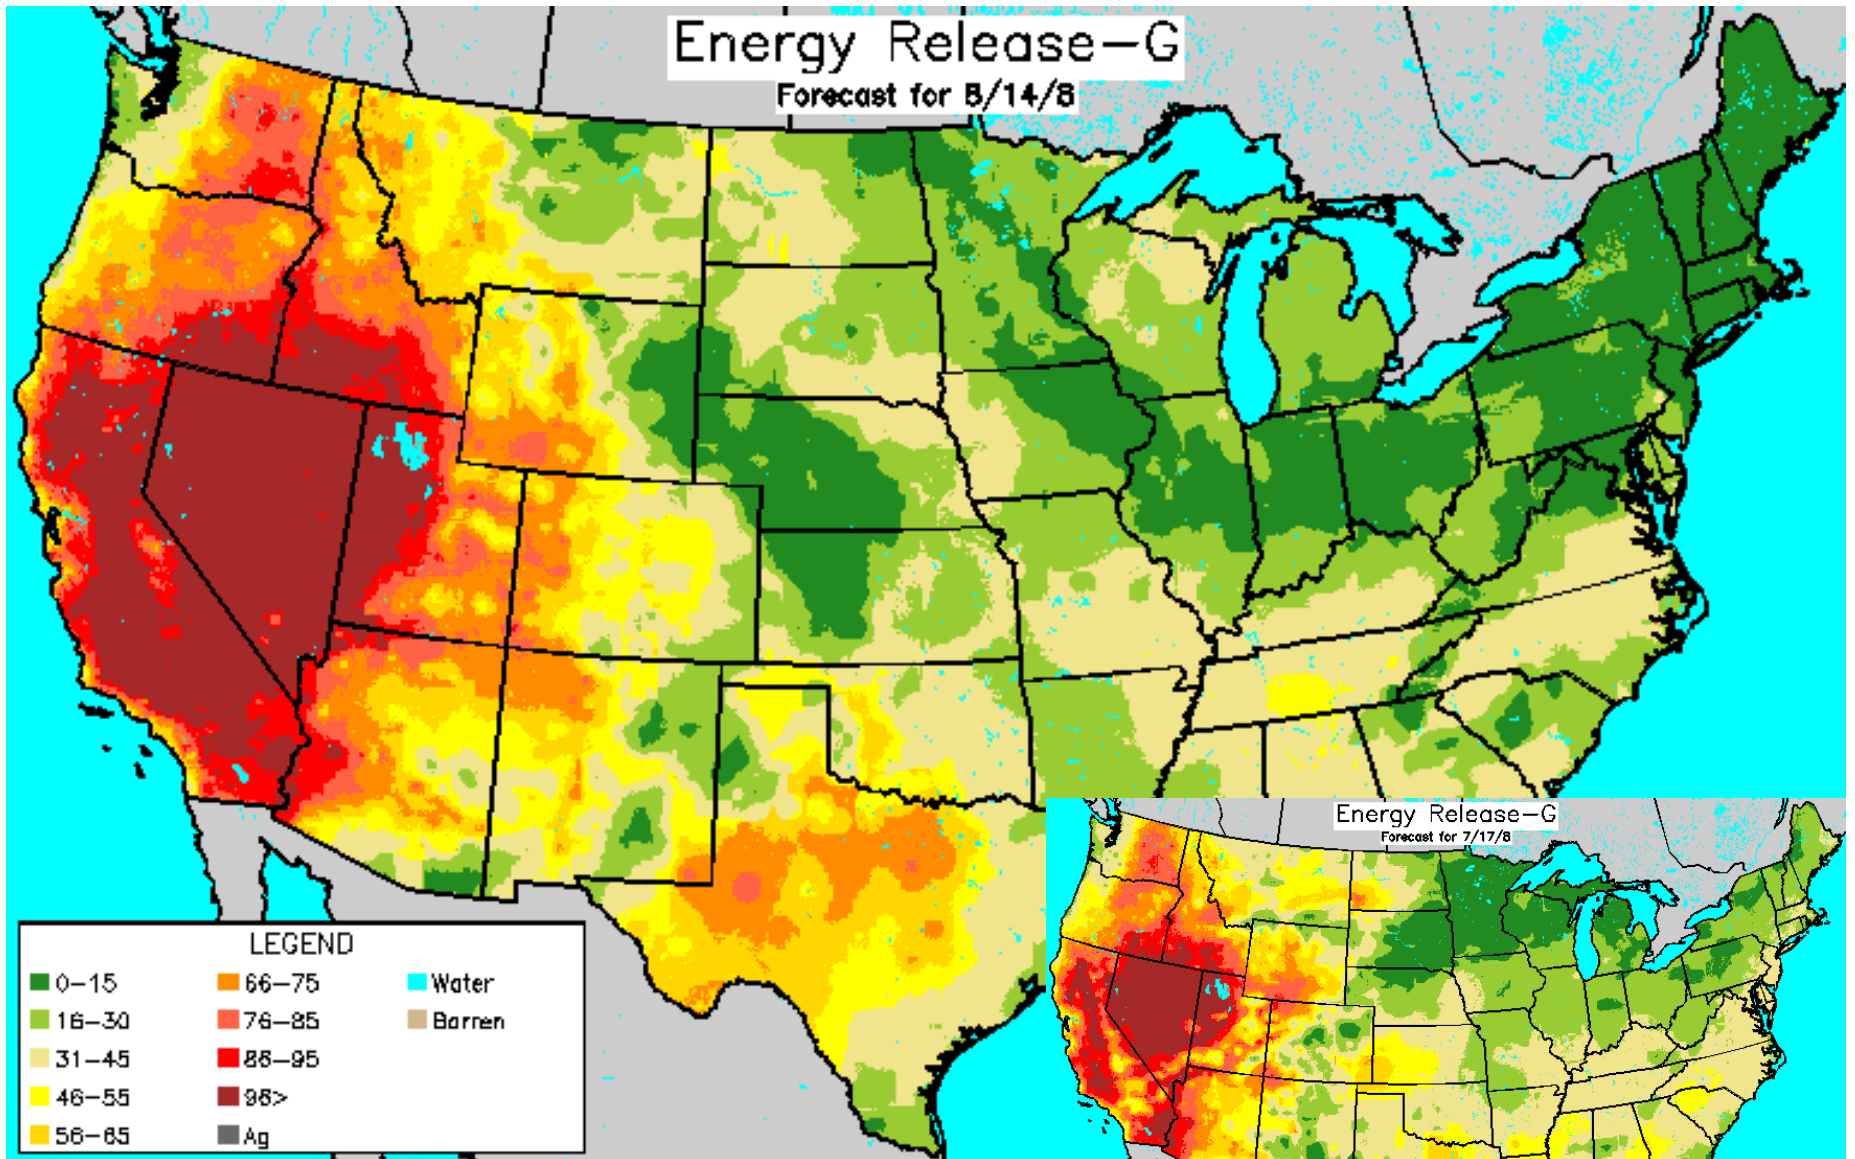 Energy Release-G
Forecast for 8/14/8
LEGEND
0-15
16-30
31-45
46-55
56-65
66-75
76-85
86-95
96>
Ag
Water
Barren
Energy Release-G
Forecast for 7/17/8